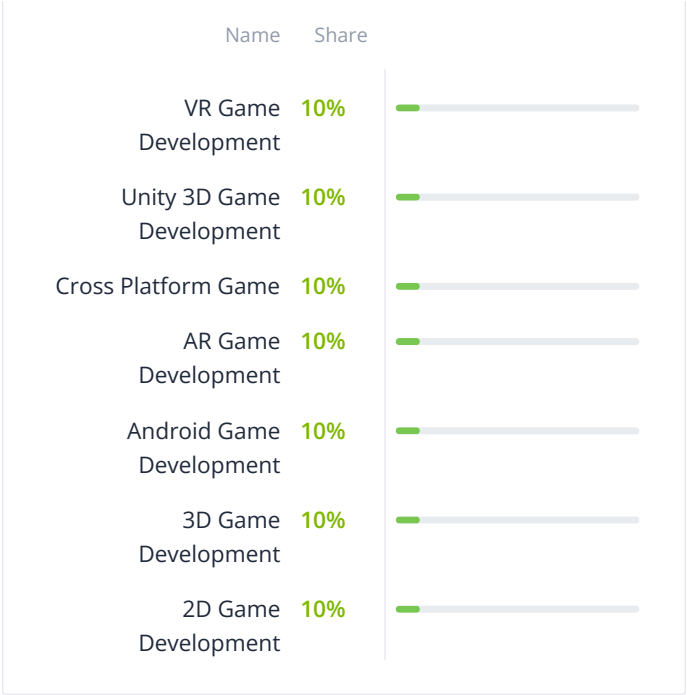 Name Share
VR Game 10%
Development
Unity 3D Game 10%
Development
Cross Platform Game 10%
AR Game 10%
Development
Android Game 10%
Development
3D Game 10%
Development
2D Game 10%
Development